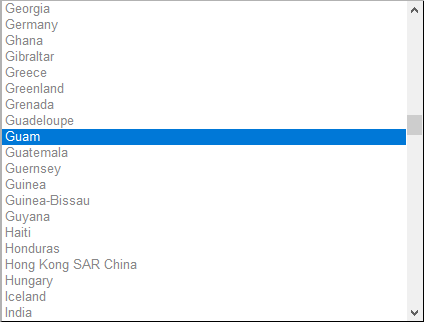 Georgia
Germany
Ghana
Gibraltar
Greece
Greenland
Grenada
Guadeloupe
Guam
Guatemala
Guernsey
Guinea
Guinea-Bissau
Guyana
Haiti
Honduras
Hong Kong SAR China
Hungary
Iceland
India